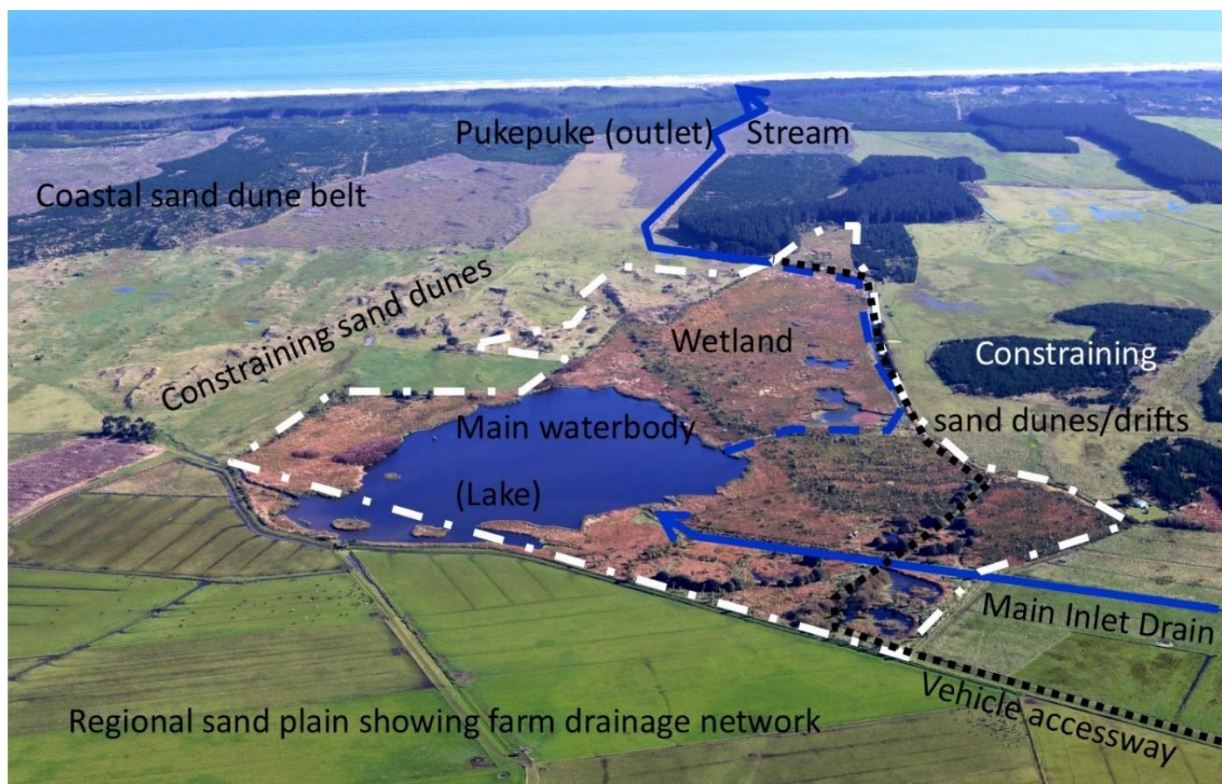 Pukepuke (outlet) Stream
Coastal sand dune belt
Constraining sand dunes
Wetland
Constraining
sand dunes/drifts
Main waterbody
(Lake)
Main Inlet Drain
Vehicle accessway
Regional sand plain showing farm drainage network